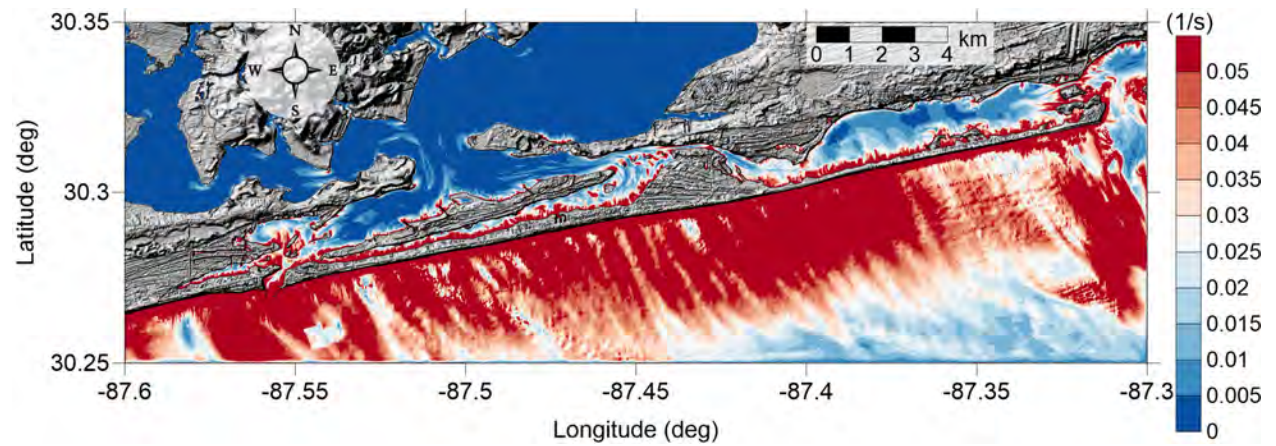 30.35
30.3
30.25
Latitude (deg)
N
W E
S
0 1 2 3 4 km
(1/s)
0.05
0.045
0.04
0.035
0.03
0.025
0.02
0.015
0.01
0.005
0
-87.6 -87.55 -87.5 -87.45 -87.4 -87.35 -87.3
Longitude (deg)